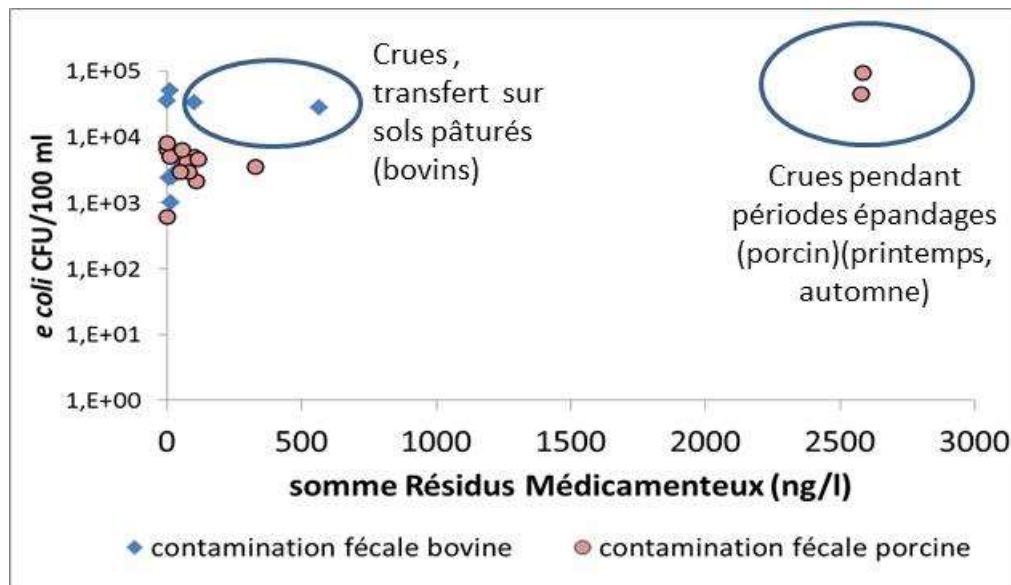 Crues ,
transfert sur
sols pâturés
(bovins)
Crues pendant
périodes épandages
(porcin)(printemps,
automne)
e coli CFU/100 ml
1,E+05
1,E+04
1,E+03
1,E+02
1,E+01
1,E+00
0 500 1000 1500 2000 2500 3000
somme Résidus Médicamenteux (ng/l)
contamination fécale bovine
contamination fécale porcine